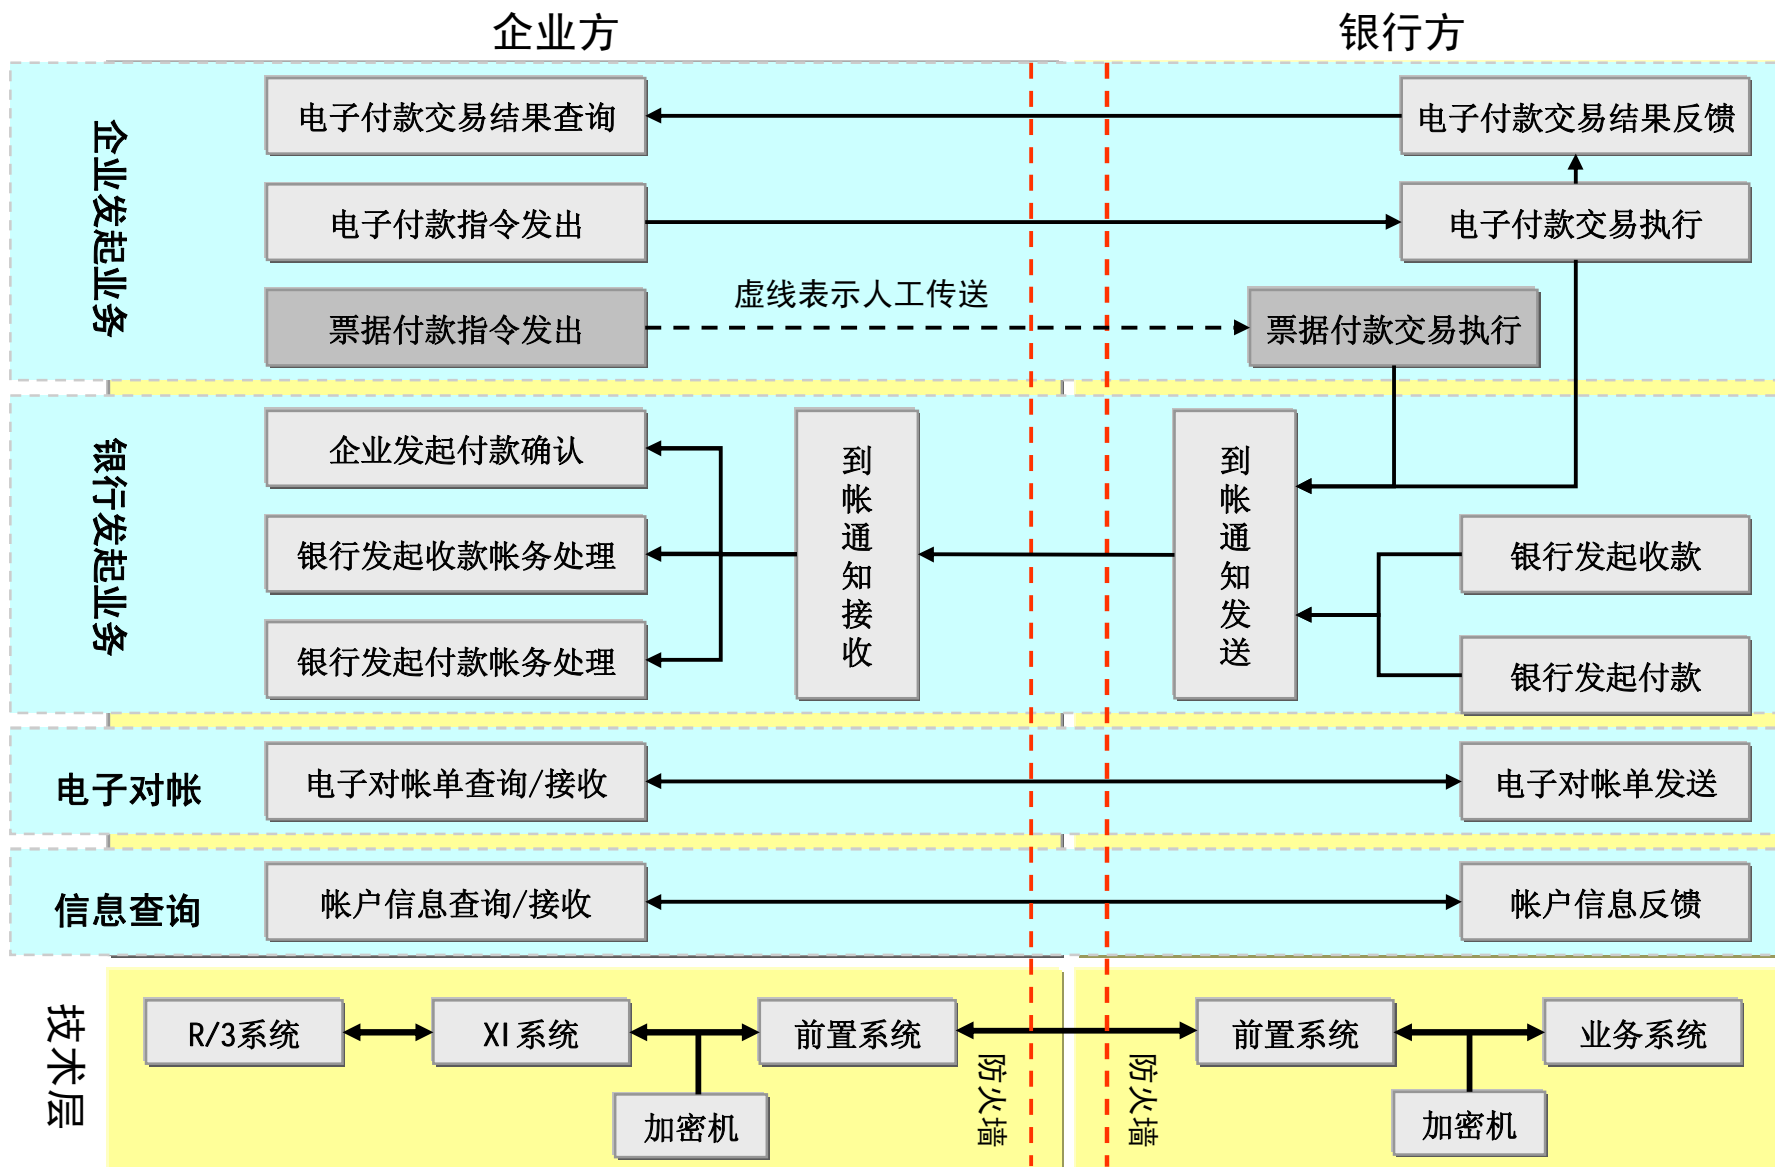 企业方
银行方
企业发起业务
电子付款交易结果查询
电子付款交易结果反馈
电子付款指令发出
电子付款交易执行
虚线表示人工传送
票据付款指令发出
票据付款交易执行
银行发起业务
企业发起付款确认
银行发起收款帐务处理
银行发起付款帐务处理
到帐通知接收
到帐通知发送
银行发起收款
银行发起付款
电子对帐
电子对帐单查询/接收
电子对帐单发送
信息查询
帐户信息查询/接收
帐户信息反馈
技术层
R/3系统
XI系统
前置系统
加密机
防火墙
防火墙
前置系统
业务系统
加密机